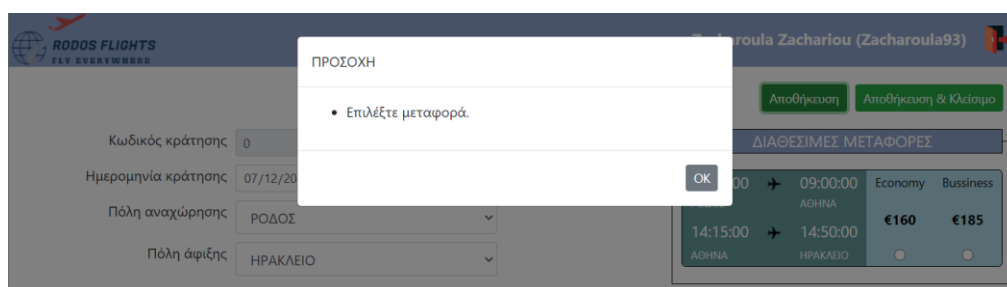 RODOS FLIGHTS
FLY EVERYWHERE
Zachariou (Zacharoula93)
ΠΡΟΣΟΧΗ
• Επιλέξτε μεταφορά.
OK
Αποθήκευση
Αποθήκευση & Κλείσιμο
Κωδικός κράτησης 0
Ημερομηνία κράτησης 07/12/20
Πόλη αναχώρησης ΡΟΔΟΣ
Πόλη άφιξης ΗΡΑΚΛΕΙΟ
ΔΙΑΘΕΣΙΜΕΣ ΜΕΤΑΦΟΡΕΣ
00 09:00:00 Economy Bussiness
ΑΘΗΝΑ
€160 €185
14:15:00 14:50:00
ΑΘΗΝΑ ΗΡΑΚΛΕΙΟ